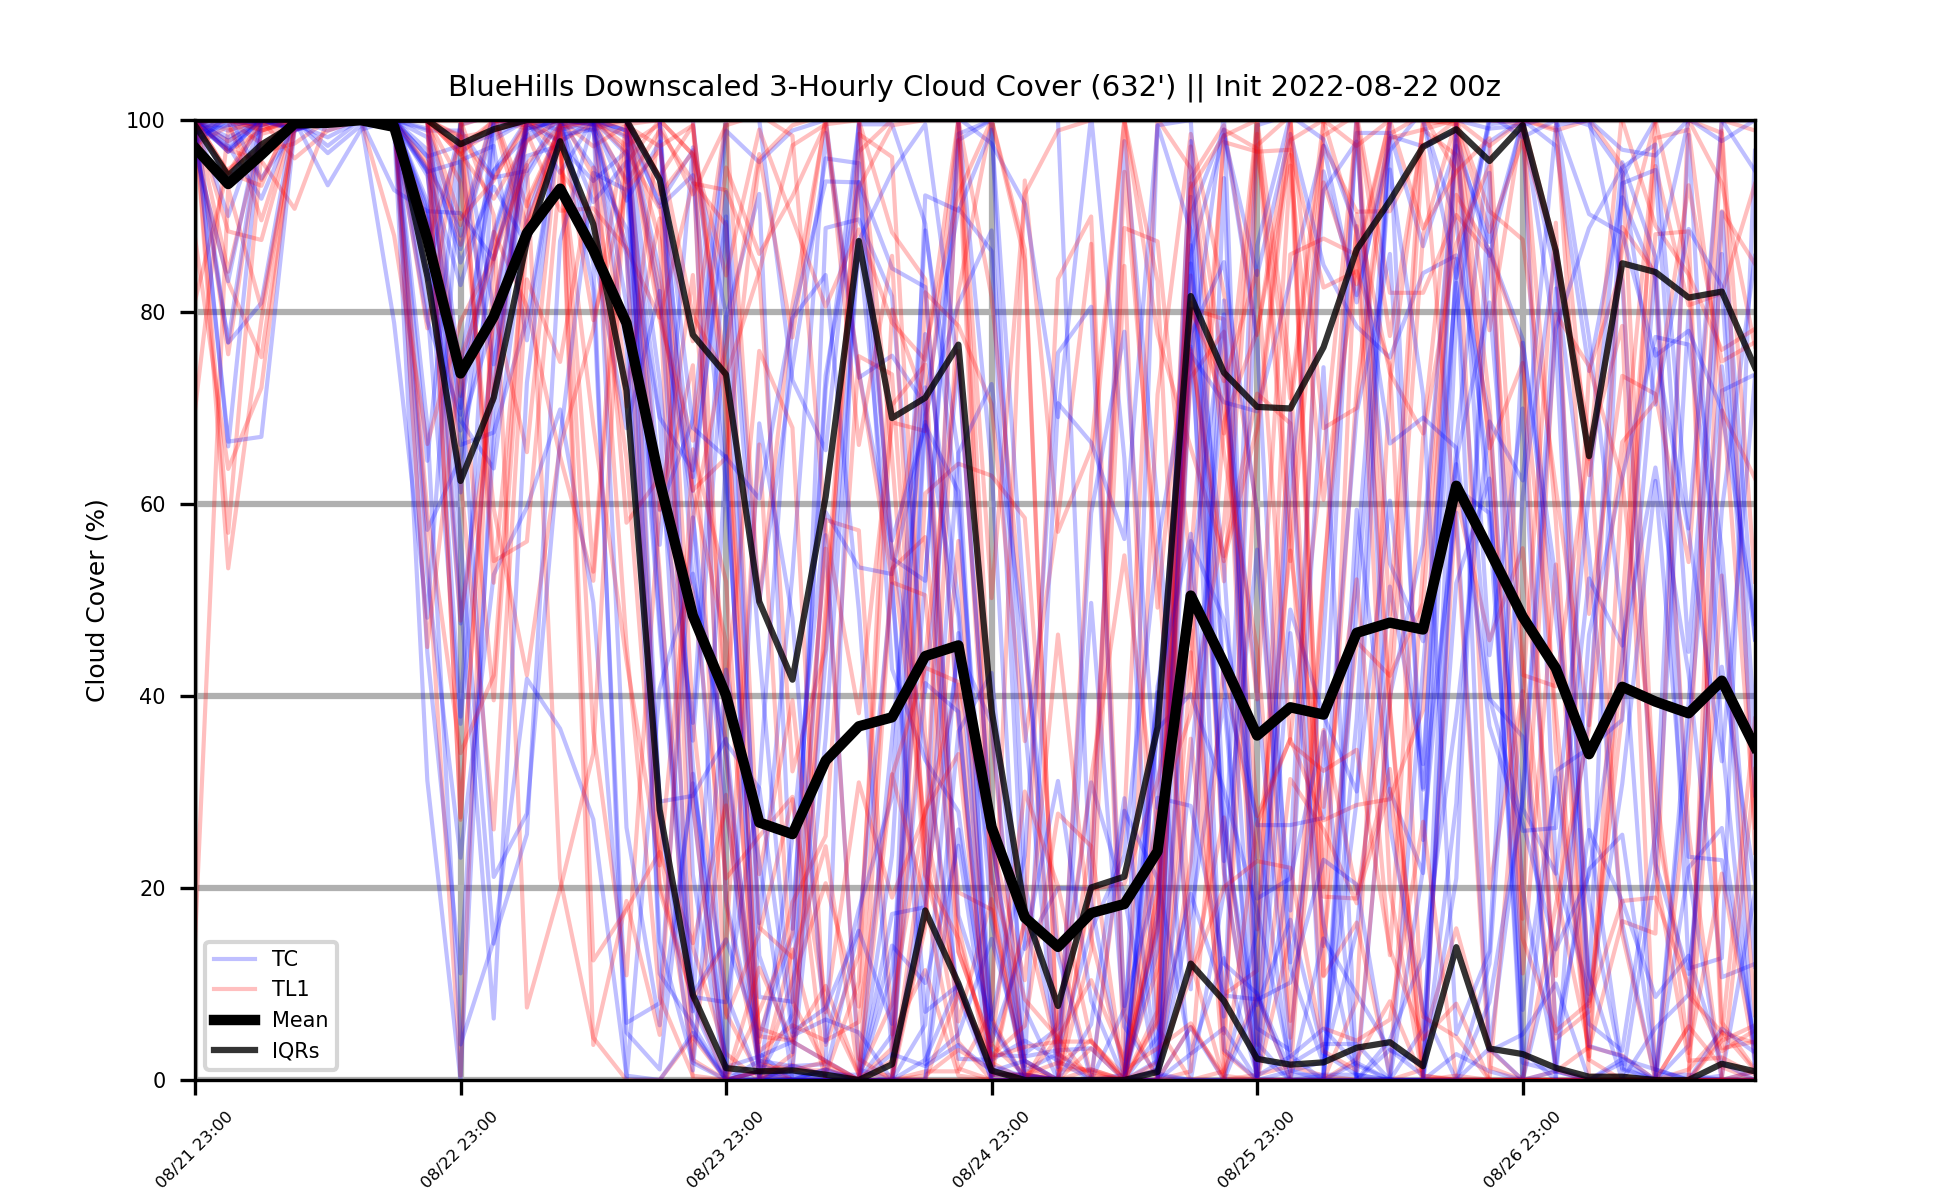 BlueHills Downscaled 3-Hourly Cloud Cover (632') || Init 2022-08-22 00z
Cloud Cover (%)
100
80
60
40
20
0
TC
TL1
Mean
IQRs
08/21 23:00
08/22 23:00
08/23 23:00
08/24 23:00
08/25 23:00
08/26 23:00